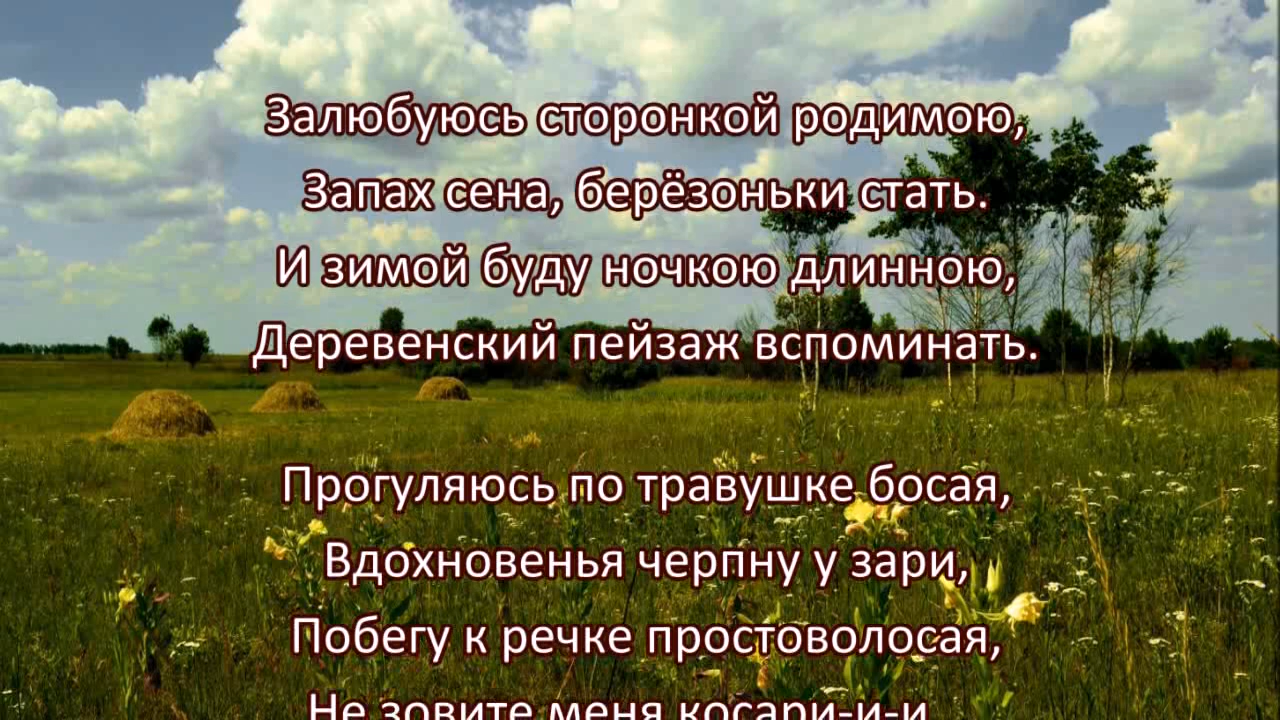 Залюбуюсь сторонкой родимою,
Запах сена, берёзоньки стать.
И зимой буду ночкою длинною,
Деревенский пейзаж вспоминать.
Прогуляюсь по травушке босая,
Вдохновенья черпну у зари,
Побегу к речке простоволосая,
Не зовите меня косари-и-и